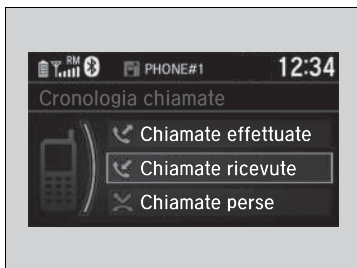 RM
PHONE#1 12:34
Cronologia chiamate
Chiamate effettuate
Chiamate ricevute
Chiamate perse